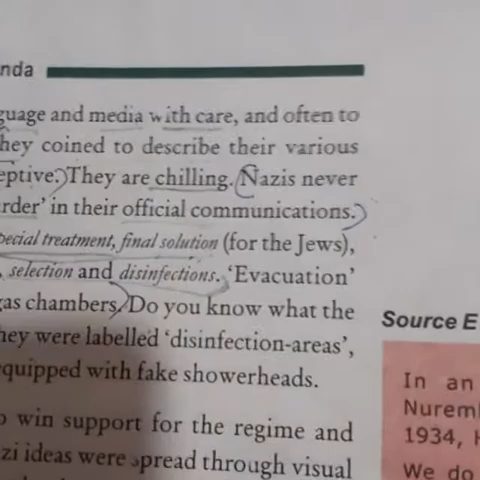 nda
guage and media with care, and often to
hey coined to describe their various
eptive. They are chilling. Nazis never
rder' in their official communications.
pecial treatment, final solution (for the Jews),
, selection and disinfections. 'Evacuation'
gas chambers. Do you know what the
hey were labelled 'disinfection-areas',
equipped with fake showerheads.
o win support for the regime and
zi ideas were spread through visual
Source E
In an
Nuremb
1934, H
We do